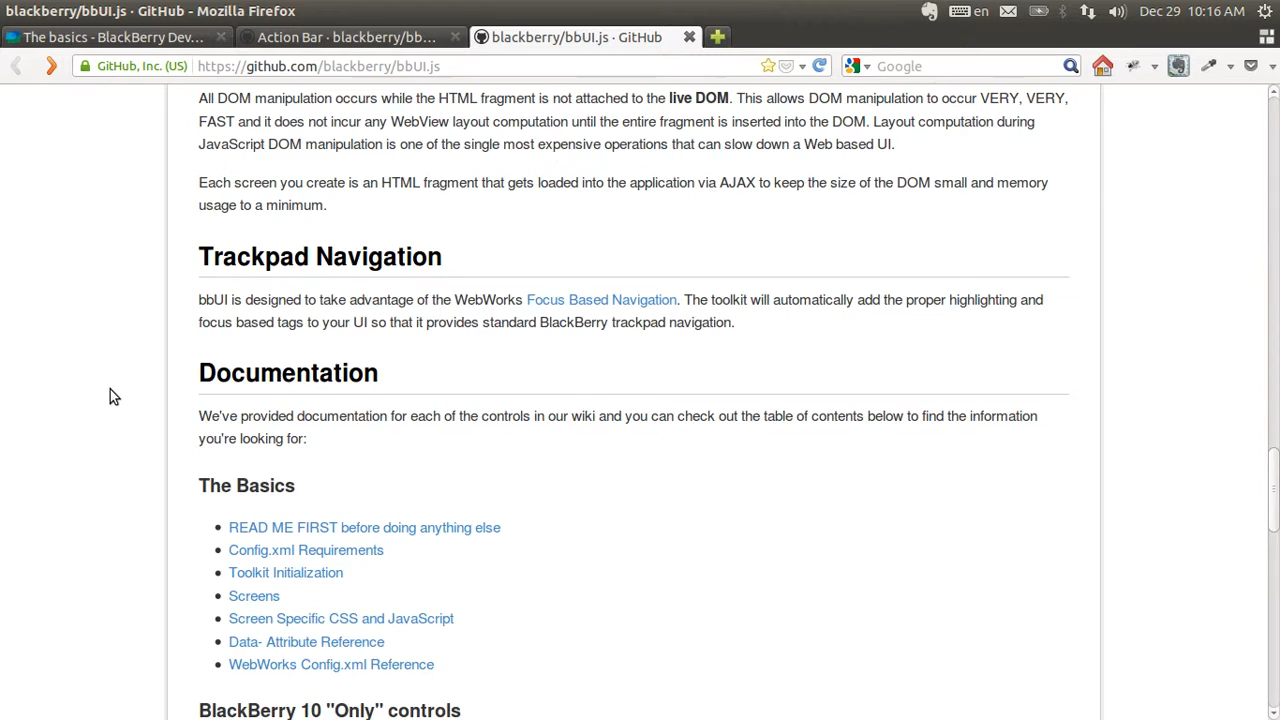 blackberry/bbUI.js · GitHub - Mozilla Firefox
en Dec 29 10:16 AM
The basics - BlackBerry Dev... Action Bar · blackberry/bb... blackberry/bbUI.js · GitHub
GitHub, Inc. (US) https://github.com/blackberry/bbUI.js Google
All DOM manipulation occurs while the HTML fragment is not attached to the live DOM. This allows DOM manipulation to occur VERY, VERY,
FAST and it does not incur any WebView layout computation until the entire fragment is inserted into the DOM. Layout computation during
JavaScript DOM manipulation is one of the single most expensive operations that can slow down a Web based UI.
Each screen you create is an HTML fragment that gets loaded into the application via AJAX to keep the size of the DOM small and memory
usage to a minimum.
Trackpad Navigation
bbUI is designed to take advantage of the WebWorks Focus Based Navigation. The toolkit will automatically add the proper highlighting and
focus based tags to your UI so that it provides standard BlackBerry trackpad navigation.
Documentation
We've provided documentation for each of the controls in our wiki and you can check out the table of contents below to find the information
you're looking for:
The Basics
READ ME FIRST before doing anything else
Config.xml Requirements
Toolkit Initialization
Screens
Screen Specific CSS and JavaScript
Data- Attribute Reference
WebWorks Config.xml Reference
BlackBerry 10 "Only" controls